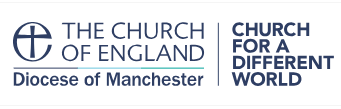 THE CHURCH
OF ENGLAND
Diocese of Manchester
CHURCH
FOR A
DIFFERENT
WORLD